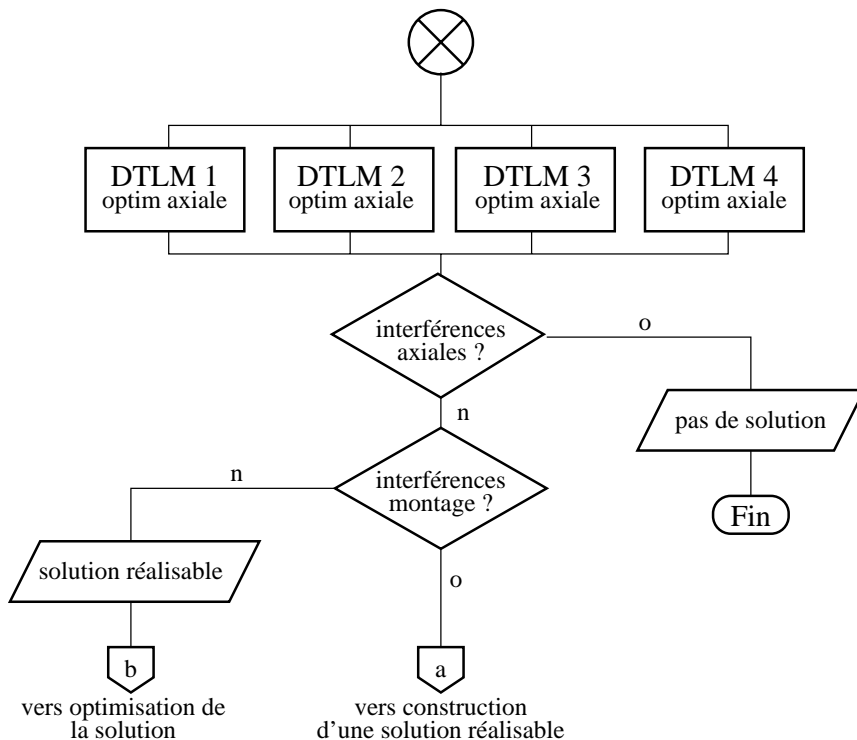 DTLM 1
optim axiale
DTLM 2
optim axiale
DTLM 3
optim axiale
DTLM 4
optim axiale
interférences
axiales ?
o
n
pas de solution
Fin
interférences
montage ?
n
o
solution réalisable
b
vers optimisation de
la solution
a
vers construction
d'une solution réalisable